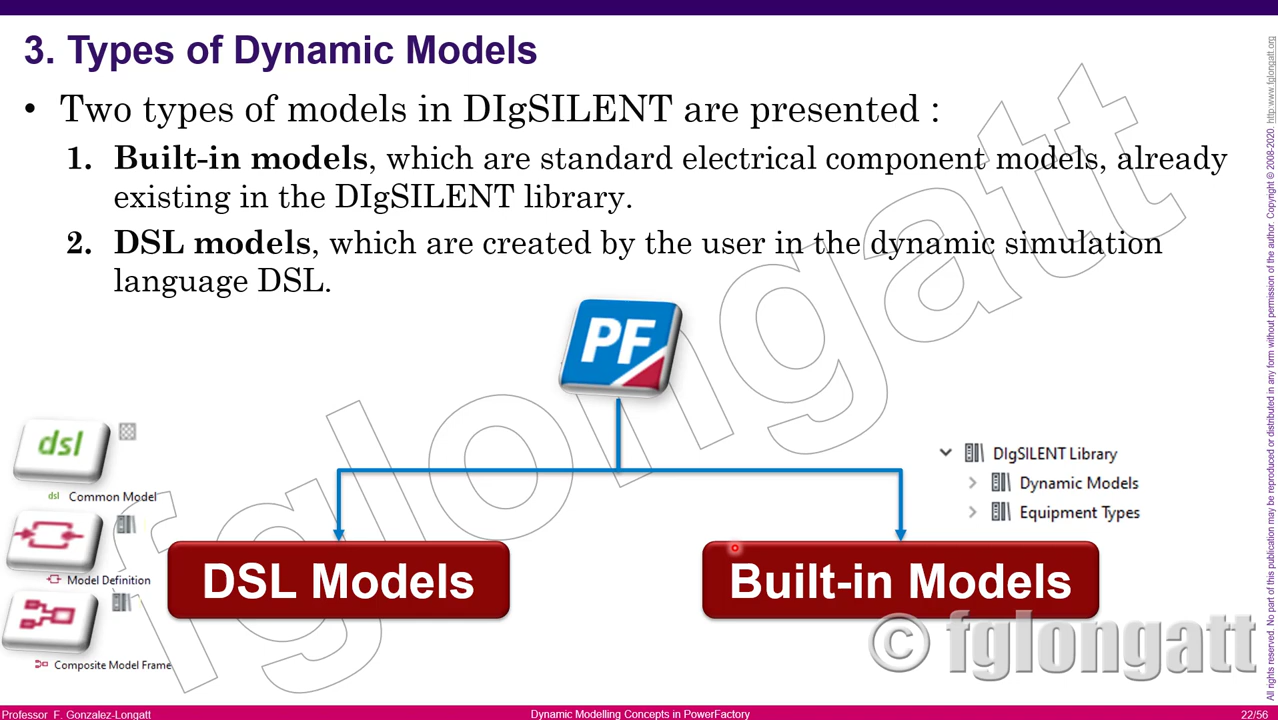 3. Types of Dynamic Models
• Two types of models in DIgSILENT are presented :
1. Built-in models, which are standard electrical component models, already
existing in the DIgSILENT library.
2. DSL models, which are created by the user in the dynamic simulation
language DSL.
PF
dsl
dsl Common Model
Model Definition
Composite Model Frame
DIgSILENT Library
Dynamic Models
Equipment Types
DSL Models
Built-in Models
fglongatt
© fglongatt
All rights reserved. No part of this publication may be reproduced or distributed in any form without permission of the author. Copyright © 2008-2020. http:www.fglongatt.org
Professor F. Gonzalez-Longatt
Dynamic Modelling Concepts in PowerFactory
22/56